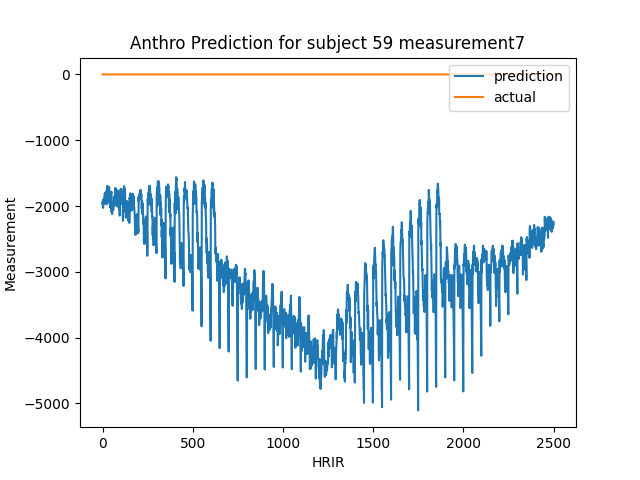 Anthro Prediction for subject 59 measurement7
prediction
actual
0
−1000
−2000
−3000
−4000
−5000
Measurement
0
500
1000
1500
2000
2500
HRIR